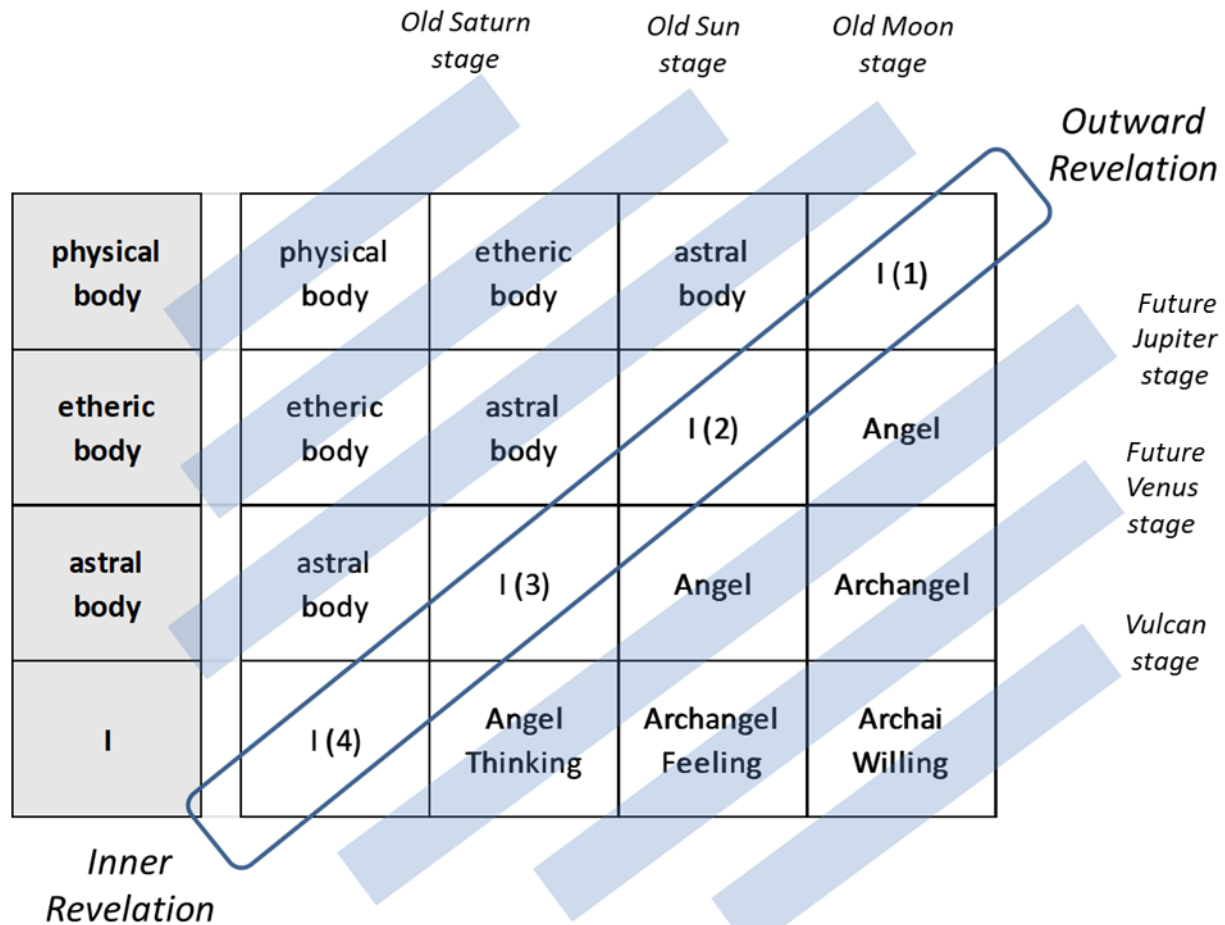 Old Saturn
stage
Old Sun
stage
Old Moon
stage
Outward
Revelation
physical
body
physical
body
etheric
body
astral
body
I (1)
Future
Jupiter
stage
etheric
body
etheric
body
astral
body
I (2)
Angel
Future
Venus
stage
astral
body
astral
body
I (3)
Angel
Archangel
Vulcan
stage
I
I (4)
Angel
Thinking
Archangel
Feeling
Archai
Willing
Inner
Revelation